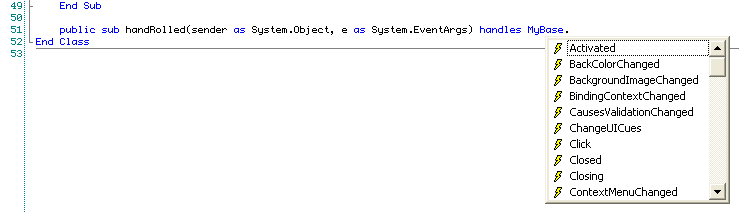 49 End Sub
50
51 public sub handRolled(sender as System.Object, e as System.EventArgs) handles MyBase.
52 End Class
53
Activated
BackColorChanged
BackgroundImageChanged
BindingContextChanged
CausesValidationChanged
ChangeUICues
Click
Closed
Closing
ContextMenuChanged